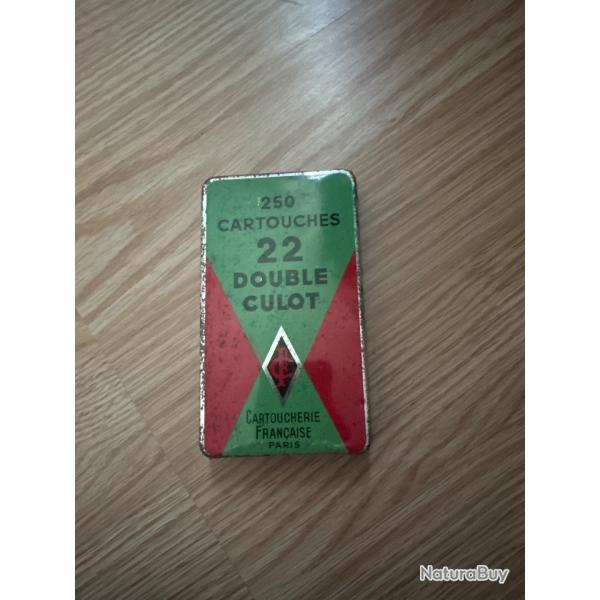 250
CARTOUCHES
22
DOUBLE
CULOT
CARTOUCHERIE
FRANÇAISE
PARIS
NaturaBuy